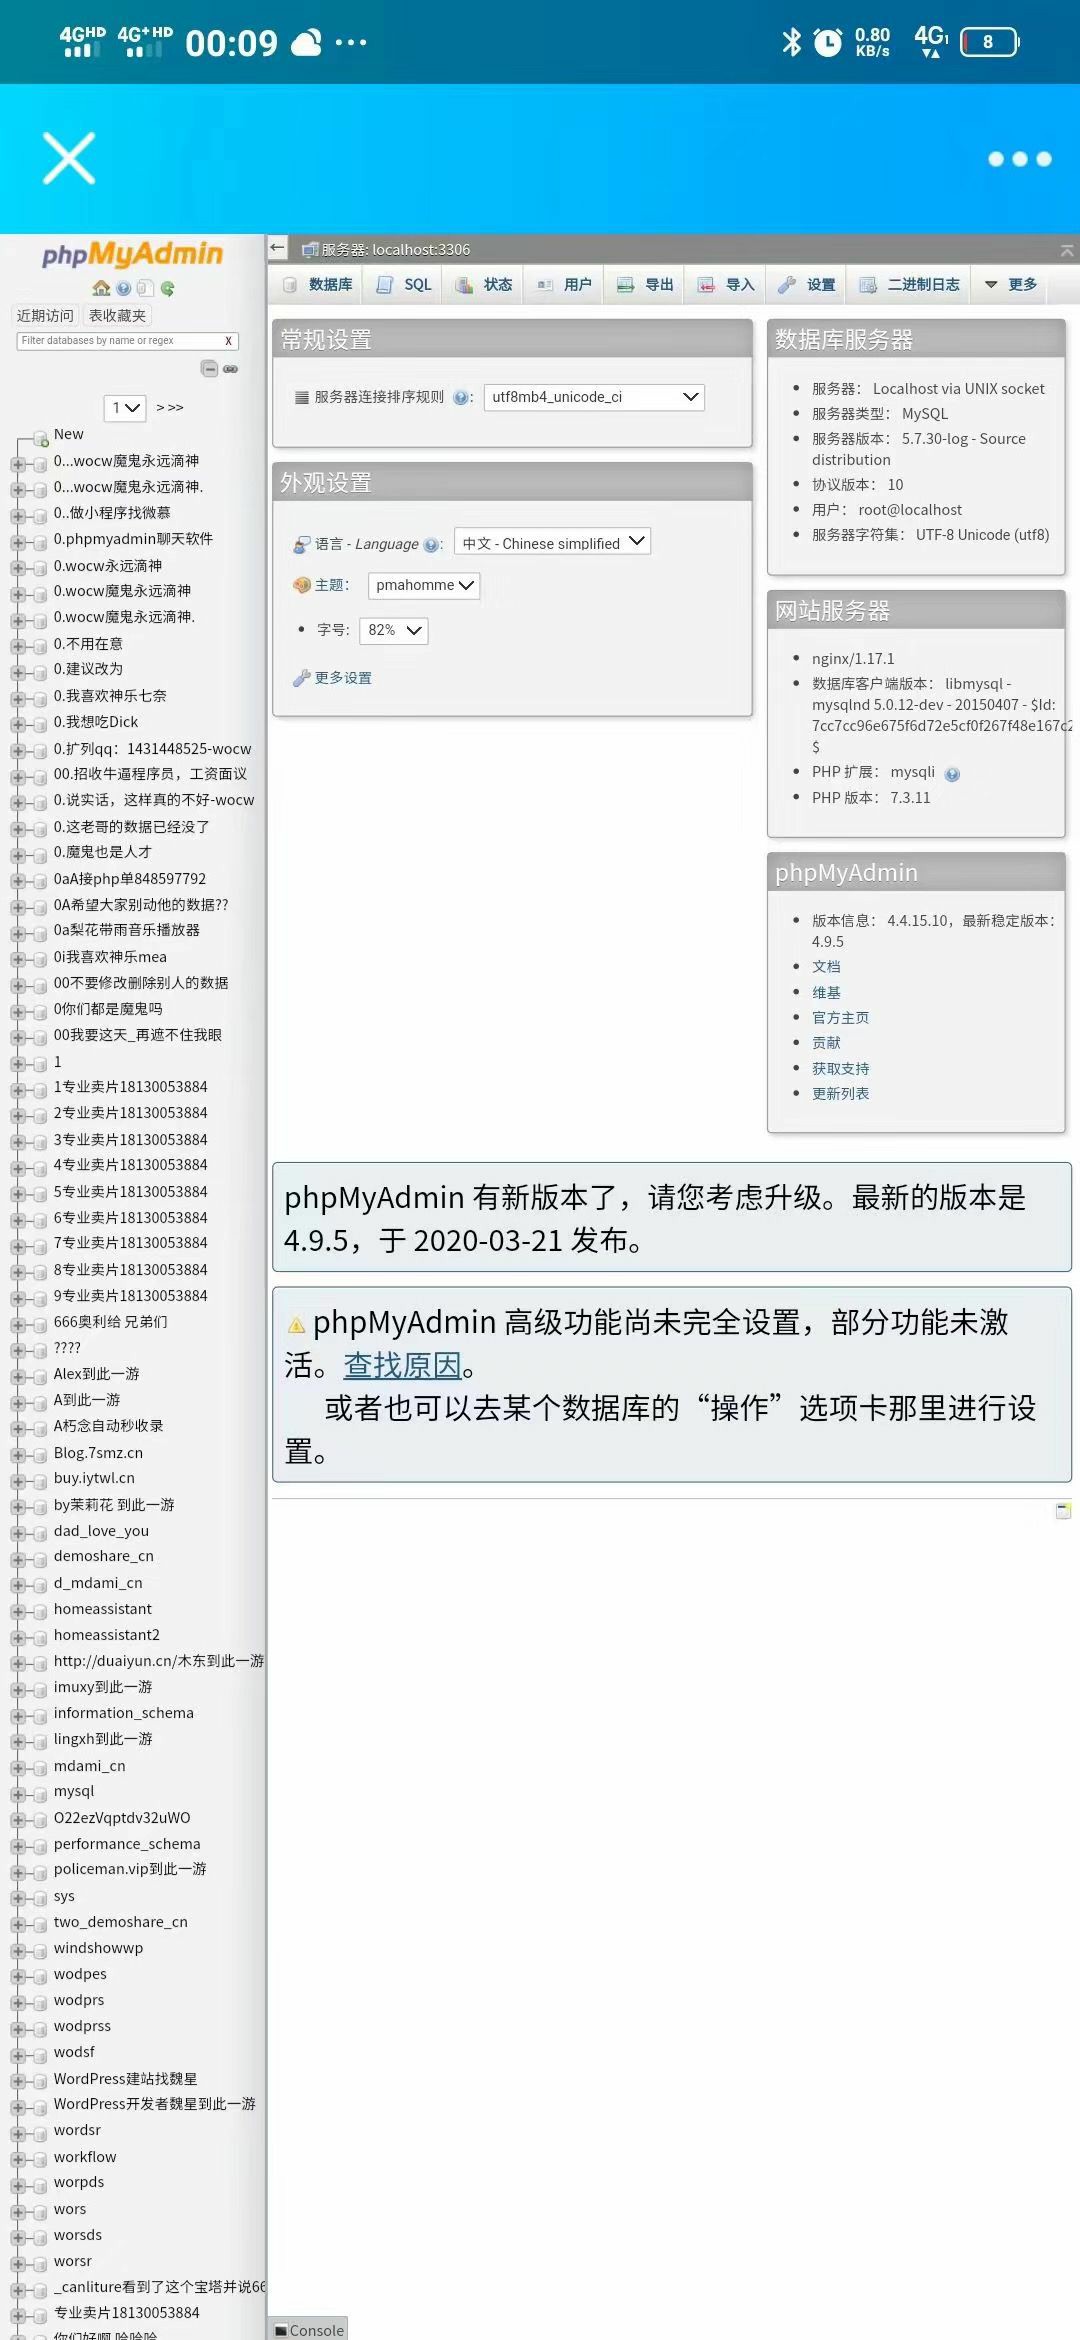 4G HD 4G+ HD 00:09 ... 0.80 KB/s 4G 8
phpMyAdmin
近期访问 表收藏夹
Filter databases by name or regex X
1 > >>
New
0...wocw魔鬼永远滴神
0...wocw魔鬼永远滴神.
0..做小程序找微慕
0.phpmyadmin聊天软件
0.wocw永远滴神
0.wocw魔鬼永远滴神
0.wocw魔鬼永远滴神.
0.不用在意
0.建议改为
0.我喜欢神乐七奈
0.我想吃Dick
0.扩列qq：1431448525-wocw
00.招收牛逼程序员，工资面议
0.说实话，这样真的不好-wocw
0.这老哥的数据已经没了
0.魔鬼也是人才
0aA接php单848597792
0A希望大家别动他的数据??
0a梨花带雨音乐播放器
0i我喜欢神乐mea
00不要修改删除别人的数据
0你们都是魔鬼吗
00我要这天_再遮不住我眼
1
1专业卖片18130053884
2专业卖片18130053884
3专业卖片18130053884
4专业卖片18130053884
5专业卖片18130053884
6专业卖片18130053884
7专业卖片18130053884
8专业卖片18130053884
9专业卖片18130053884
666奥利给 兄弟们
????
Alex到此一游
A到此一游
A朽念自动秒收录
Blog.7smz.cn
buy.iytwl.cn
by茉莉花 到此一游
dad_love_you
demoshare_cn
d_mdami_cn
homeassistant
homeassistant2
http://duaiyun.cn/木东到此一游
imuxy到此一游
information_schema
lingxh到此一游
mdami_cn
mysql
O22ezVqptdv32uWO
performance_schema
policeman.vip到此一游
sys
two_demoshare_cn
windshowwp
wodpes
wodprs
wodprss
wodsf
WordPress建站找魏星
WordPress开发者魏星到此一游
wordsr
workflow
worpds
wors
worsds
worsr
_canliture看到了这个宝塔并说66
专业卖片18130053884
你们好啊 哈哈哈
服务器: localhost:3306
数据库 SQL 状态 用户 导出 导入 设置 二进制日志 更多
常规设置
服务器连接排序规则 : utf8mb4_unicode_ci
外观设置
语言 - Language : 中文 - Chinese simplified
主题： pmahomme
字号: 82%
更多设置
数据库服务器
服务器： Localhost via UNIX socket
服务器类型： MySQL
服务器版本： 5.7.30-log - Source
distribution
协议版本： 10
用户： root@localhost
服务器字符集： UTF-8 Unicode (utf8)
网站服务器
nginx/1.17.1
数据库客户端版本： libmysql -
mysqlnd 5.0.12-dev - 20150407 - $Id:
7cc7cc96e675f6d72e5cf0f267f48e167c2
$
PHP 扩展： mysqli
PHP 版本： 7.3.11
phpMyAdmin
版本信息： 4.4.15.10，最新稳定版本：
4.9.5
文档
维基
官方主页
贡献
获取支持
更新列表
phpMyAdmin 有新版本了，请您考虑升级。最新的版本是
4.9.5，于 2020-03-21 发布。
phpMyAdmin 高级功能尚未完全设置，部分功能未激
活。查找原因。
或者也可以去某个数据库的“操作”选项卡那里进行设
置。
Console